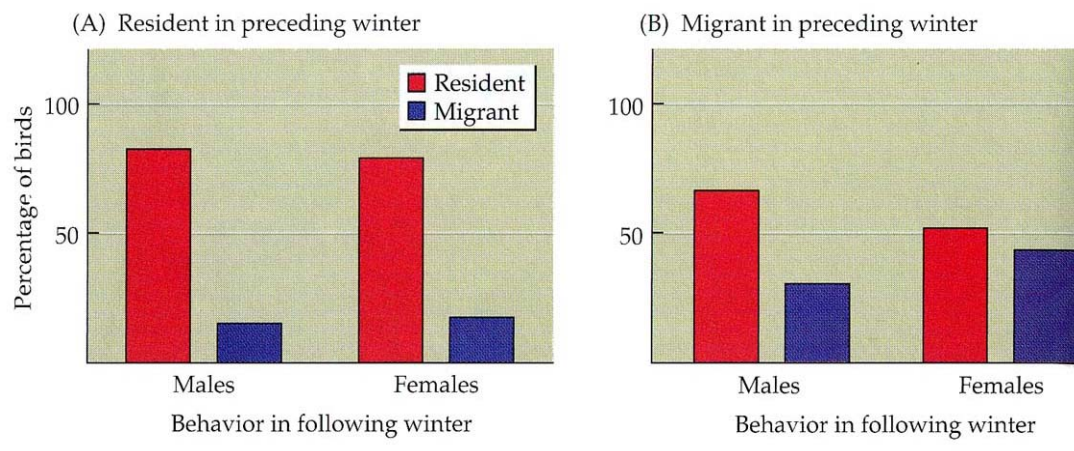 (A) Resident in preceding winter
Percentage of birds
100
50
Resident
Migrant
Males
Females
Behavior in following winter
(B) Migrant in preceding winter
100
50
Males
Females
Behavior in following winter